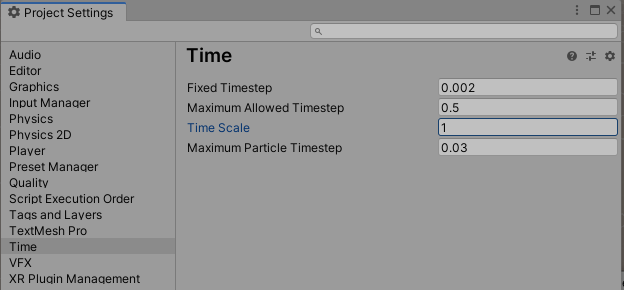 Project Settings
Audio
Editor
Graphics
Input Manager
Physics
Physics 2D
Player
Preset Manager
Quality
Script Execution Order
Tags and Layers
TextMesh Pro
Time
VFX
XR Plugin Management
Time
Fixed Timestep 0.002
Maximum Allowed Timestep 0.5
Time Scale 1
Maximum Particle Timestep 0.03